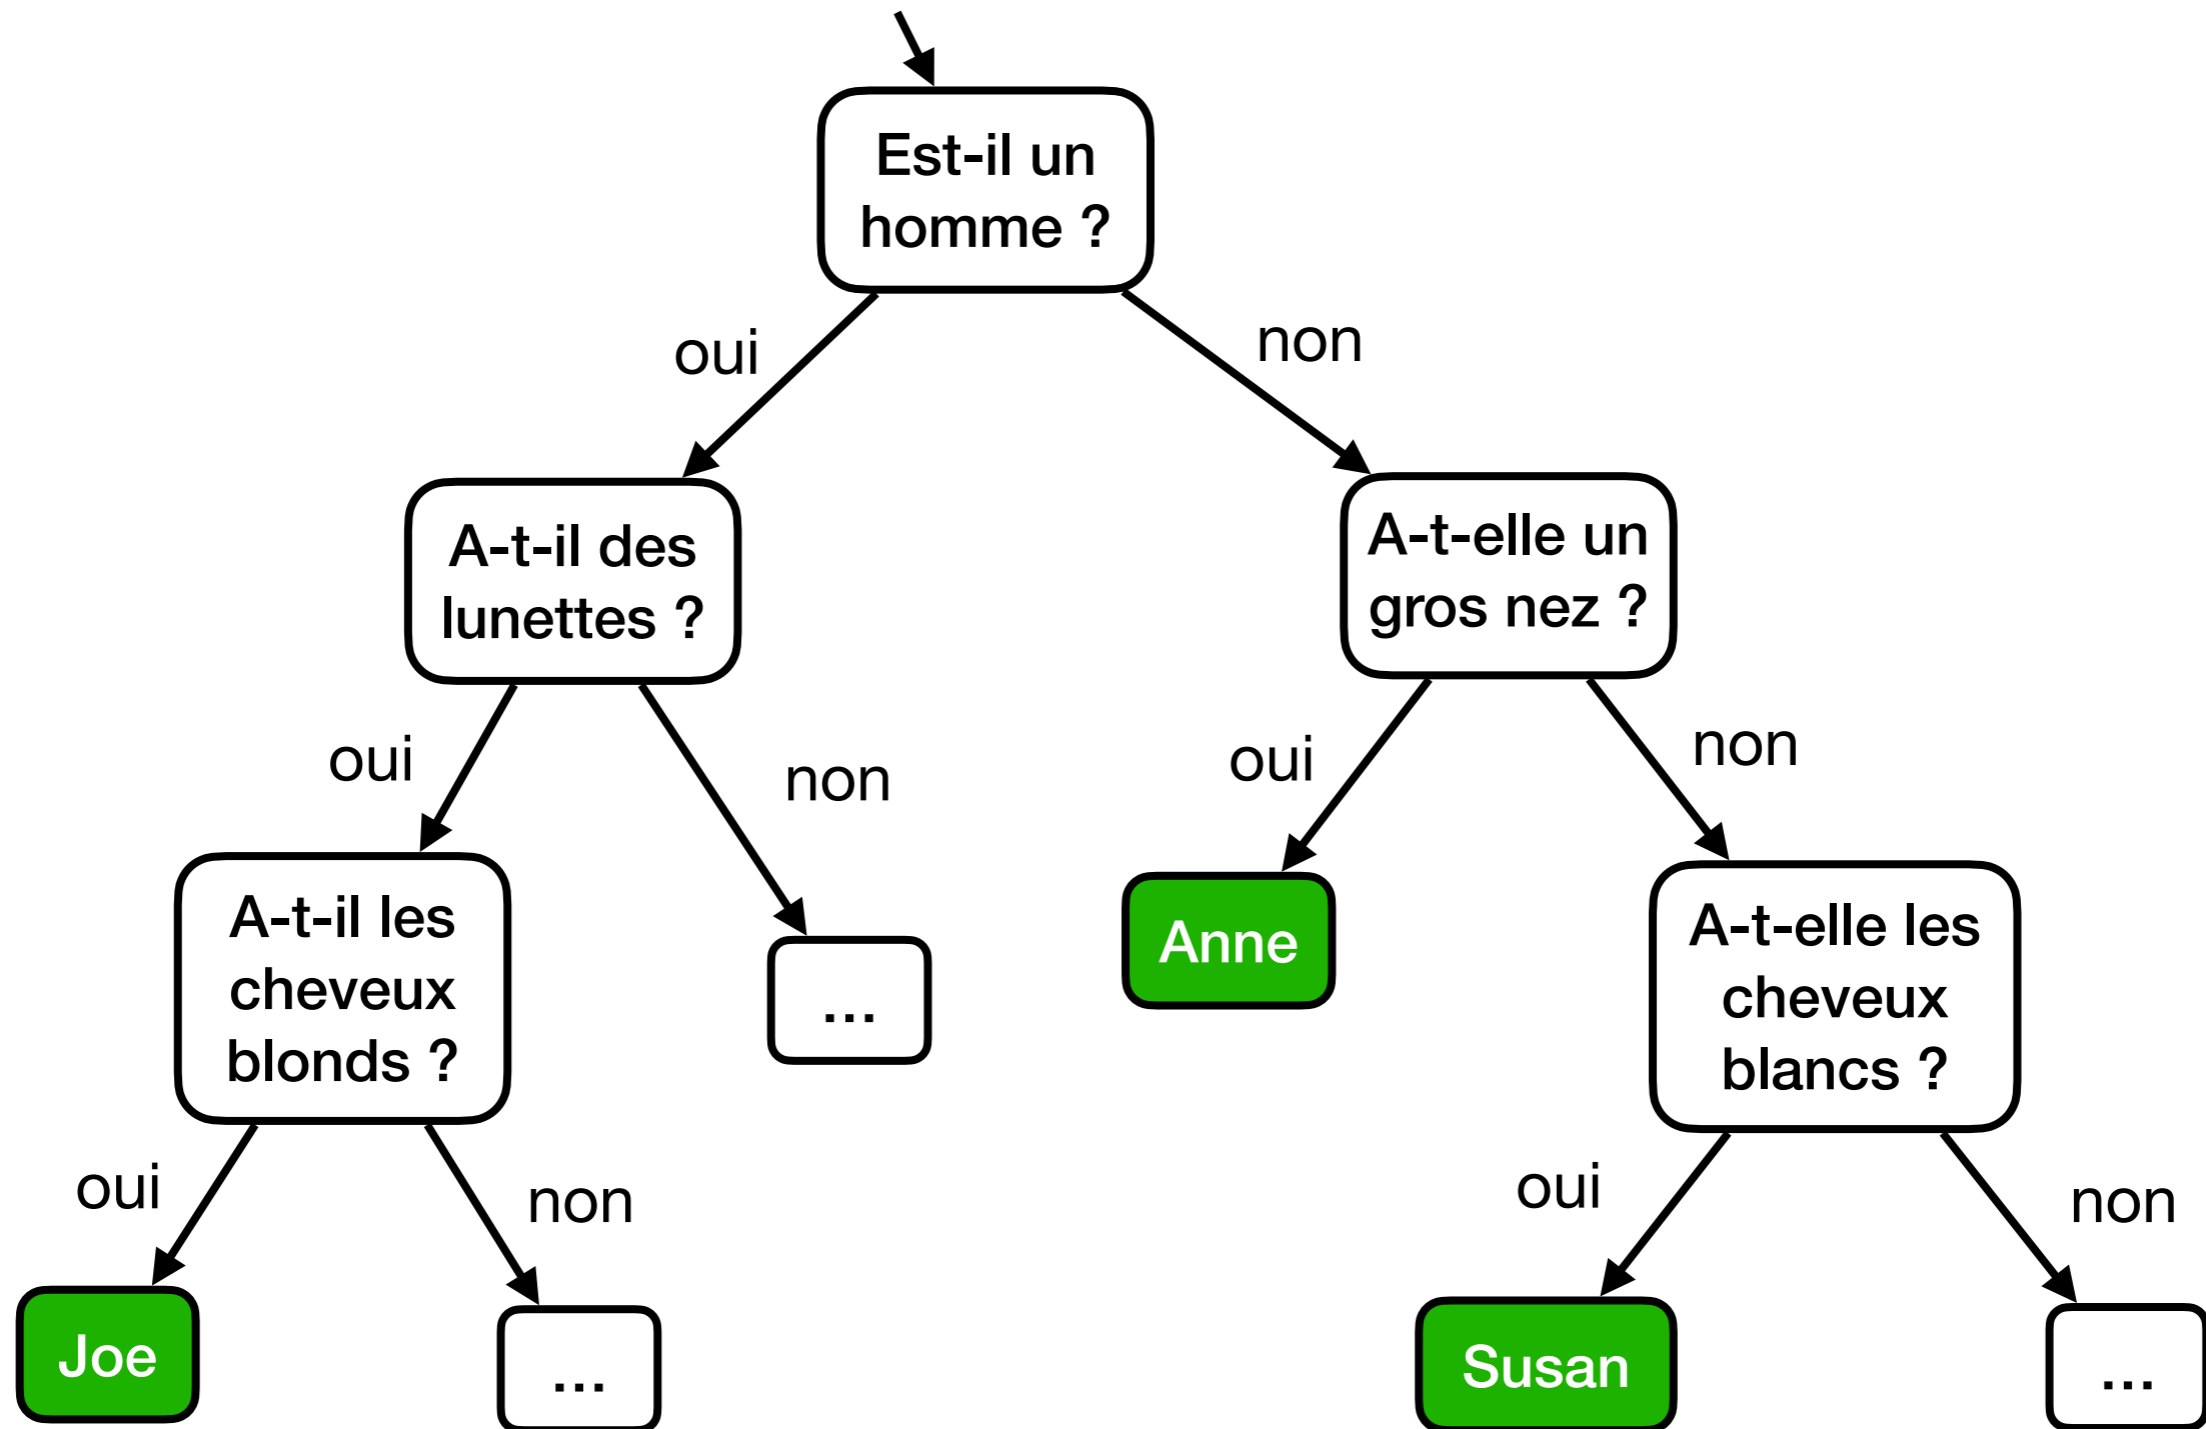 Est-il un
homme ?
oui
non
A-t-il des
lunettes ?
A-t-elle un
gros nez ?
oui
non
oui
non
A-t-il les
cheveux
blonds ?
...
Anne
A-t-elle les
cheveux
blancs ?
oui
non
oui
non
Joe
...
Susan
...